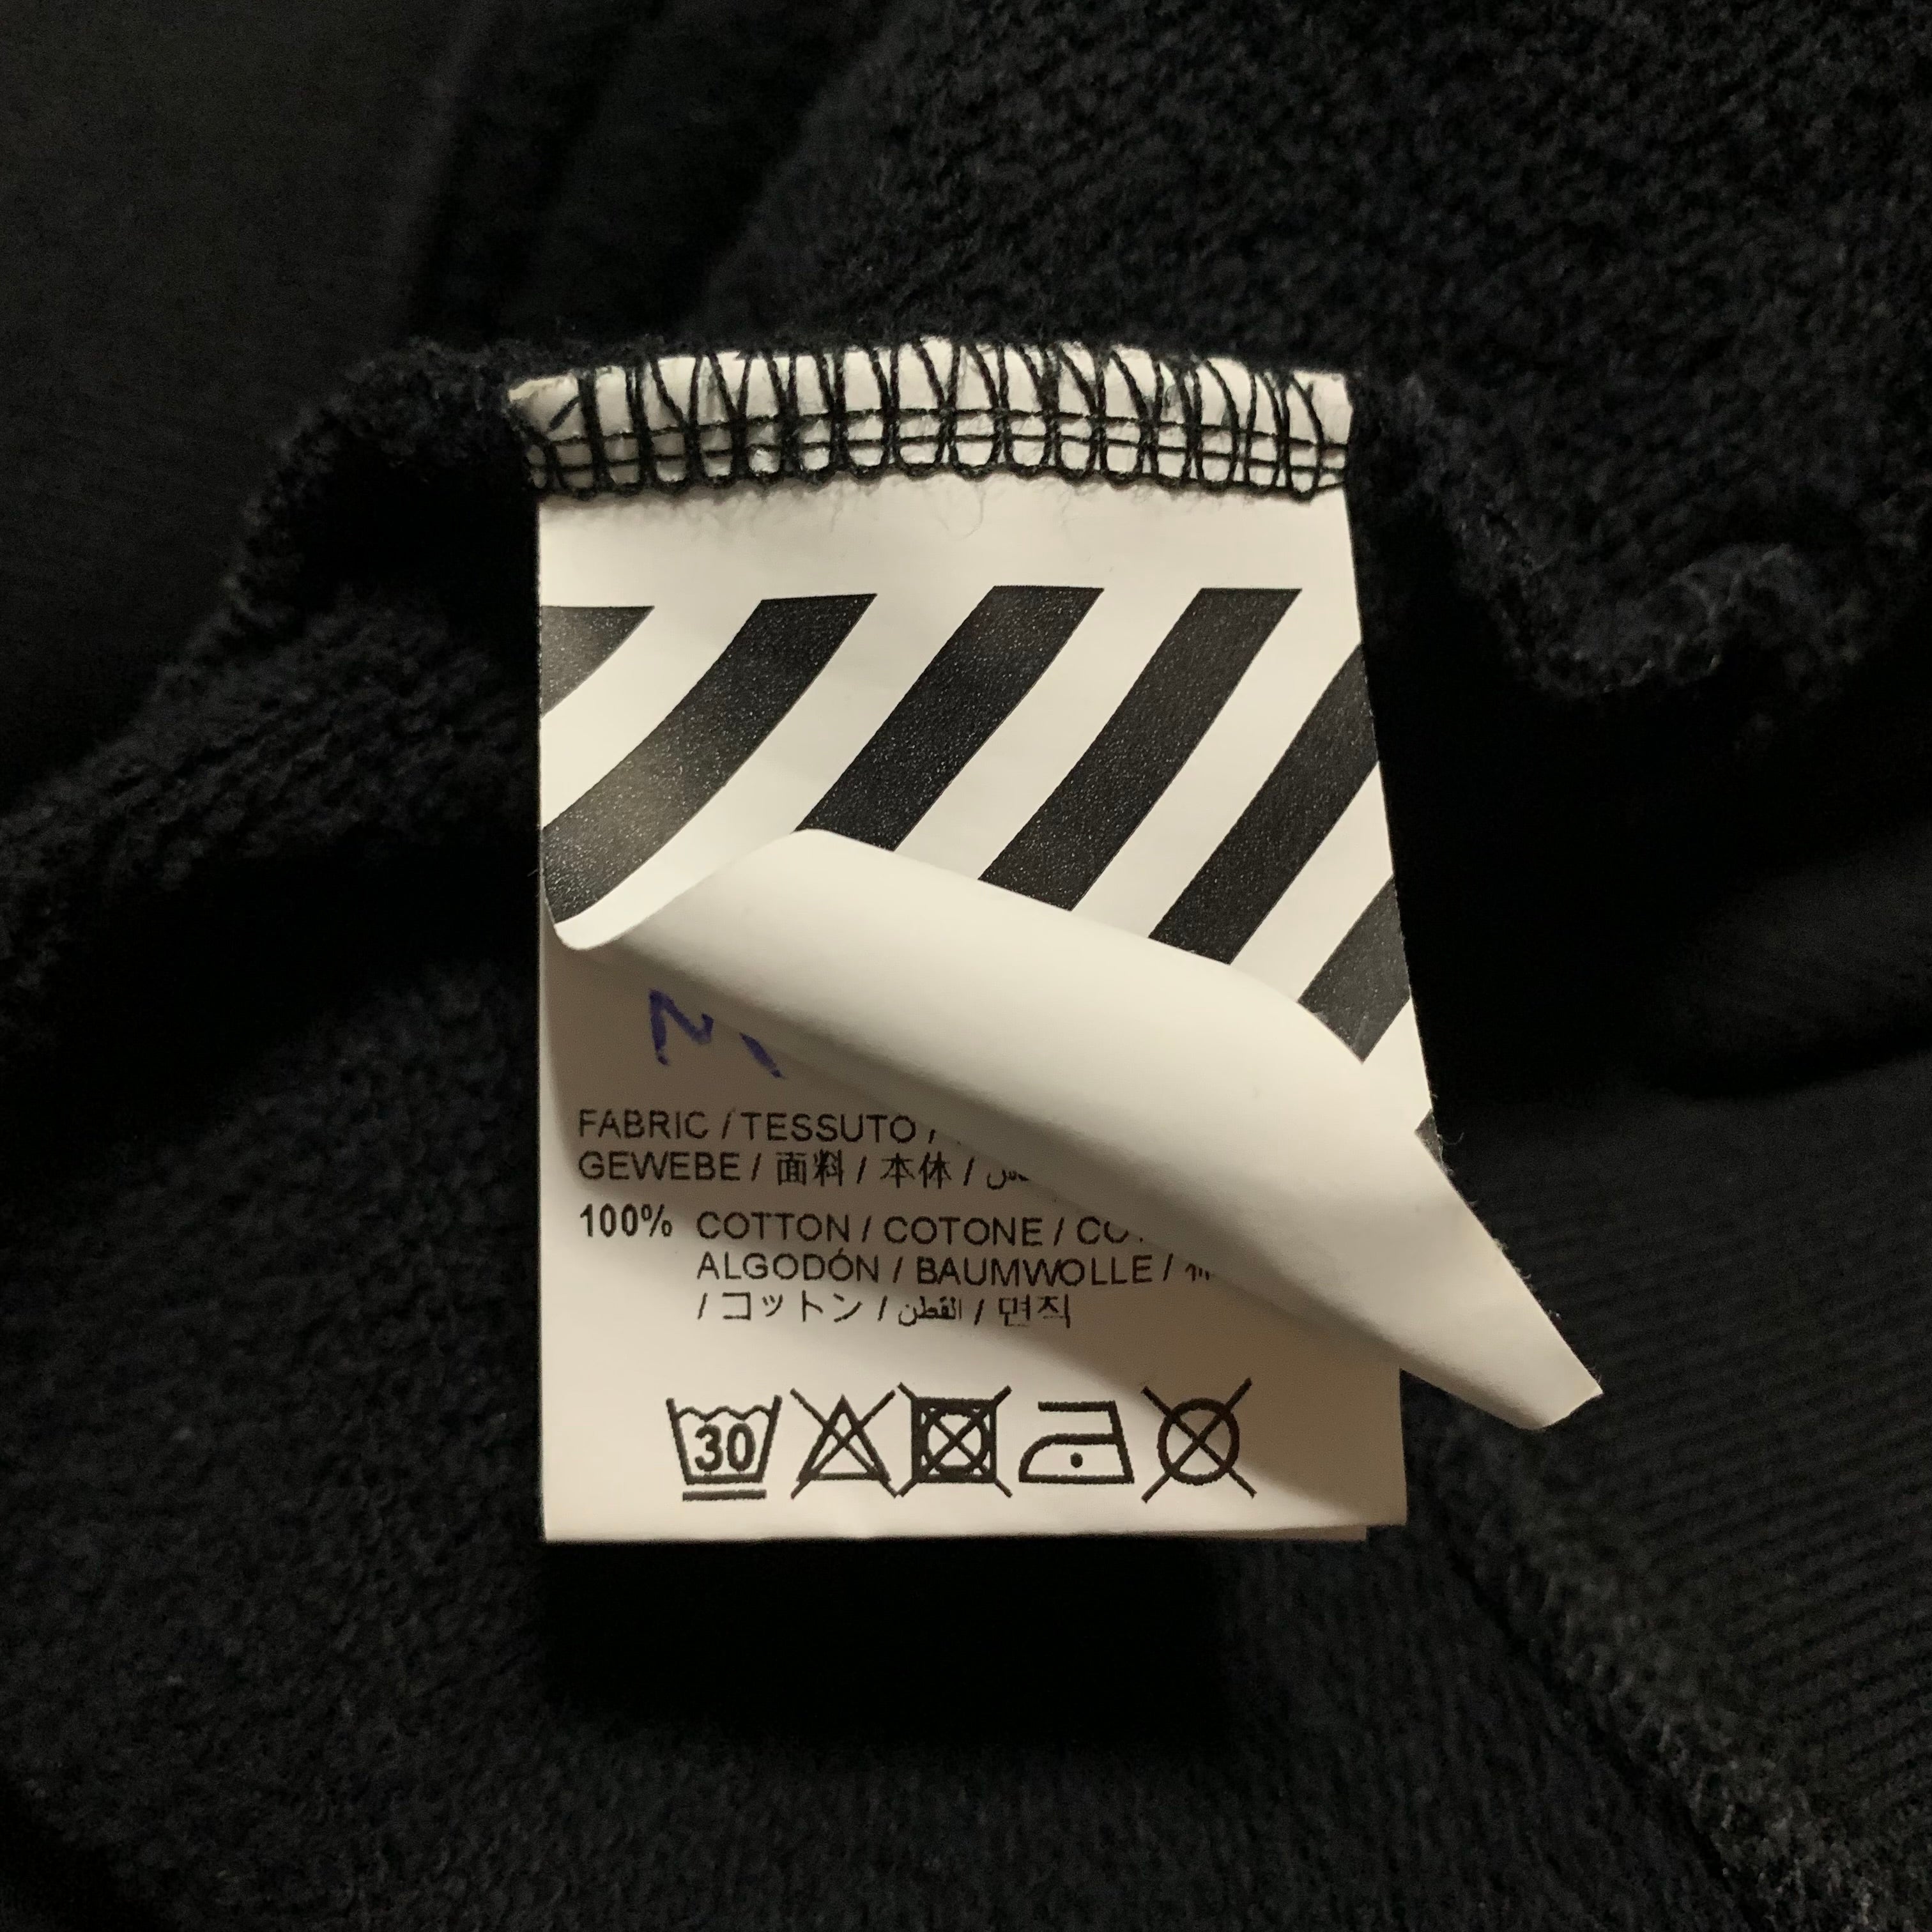 M
FABRIC / TESSUTO /
GEWEBE / 面料 / 本体 /
100% COTTON / COTONE /
ALGODÓN / BAUMWOLLE /
/ コットン / القطن / 면직
30